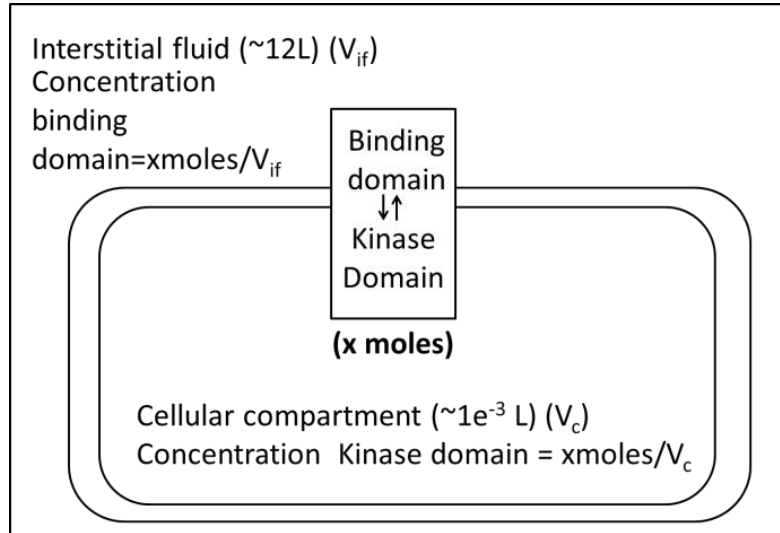 Interstitial fluid (~12L) (V_if)
Concentration
binding
domain=xmoles/V_if
Binding
domain
↓↑
Kinase
Domain
(x moles)
Cellular compartment (~1e⁻³ L) (V_c)
Concentration  Kinase domain = xmoles/V_c